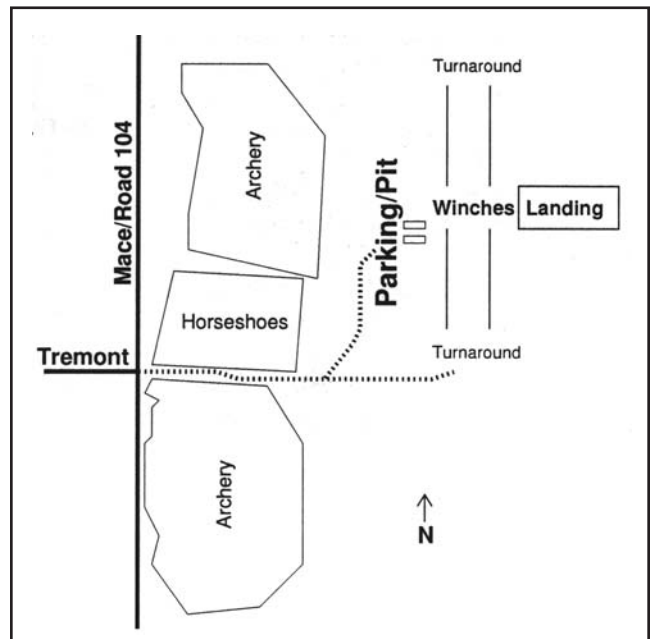 Turnaround
Mace/Road 104
Archery
Parking/Pit
Winches
Landing
Horseshoes
Tremont
Turnaround
Archery
N